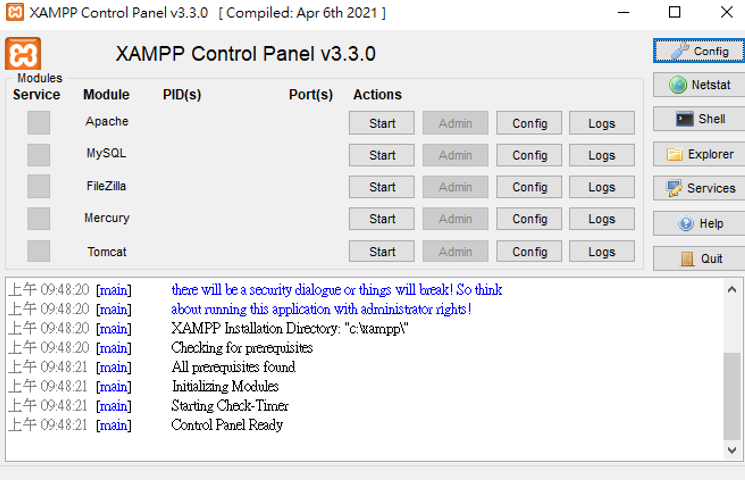 XAMPP Control Panel v3.3.0 [ Compiled: Apr 6th 2021 ]
XAMPP Control Panel v3.3.0
Config
Modules
Service Module PID(s) Port(s) Actions
Netstat
Apache Start Admin Config Logs
Shell
MySQL Start Admin Config Logs
Explorer
FileZilla Start Admin Config Logs
Services
Mercury Start Admin Config Logs
Help
Tomcat Start Admin Config Logs
Quit
上午 09:48:20 [main] there will be a security dialogue or things will break! So think
上午 09:48:20 [main] about running this application with administrator rights!
上午 09:48:20 [main] XAMPP Installation Directory: "c:\xampp\"
上午 09:48:20 [main] Checking for prerequisites
上午 09:48:21 [main] All prerequisites found
上午 09:48:21 [main] Initializing Modules
上午 09:48:21 [main] Starting Check-Timer
上午 09:48:21 [main] Control Panel Ready